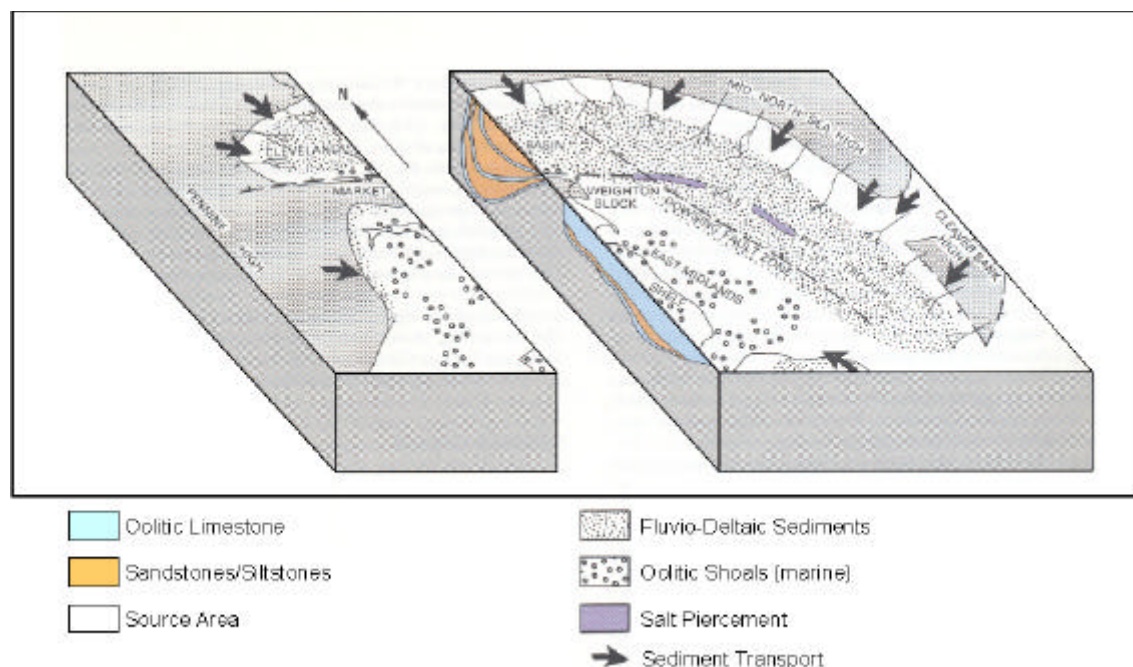 N
CLEVELAND
MARKET
PENNINE HIGH
MID NORTH SEA HIGH
BASIN
WEIGHTON
BLOCK
SOLE PIT TROUGH
DOWSING FAULT ZONE
CLEAVER BANK
HIGH
EAST MIDLANDS
SHELF
Oolitic Limestone
Sandstones/Siltstones
Source Area
Fluvio-Deltaic Sediments
Oolitic Shoals (marine)
Salt Piercement
Sediment Transport